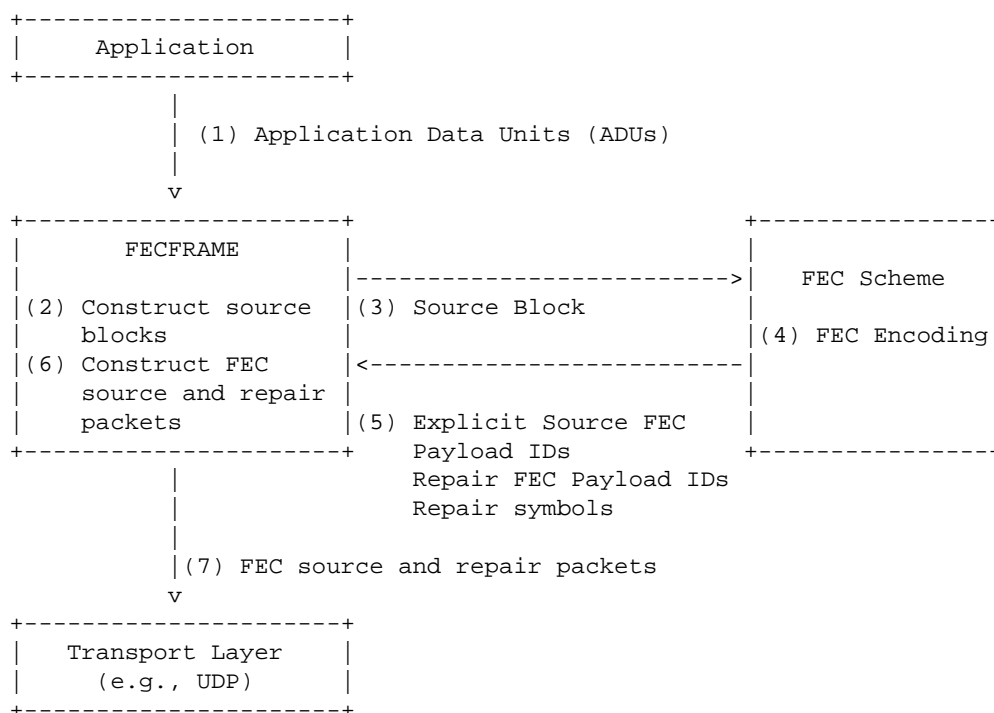 +----------------------+
|     Application      |
+----------------------+
           |
           | (1) Application Data Units (ADUs)
           |
           v
+----------------------+                           +----------------
|       FECFRAME       |                           |
|                      |-------------------------->|   FEC Scheme
|(2) Construct source  |(3) Source Block           |
|    blocks            |                           |(4) FEC Encoding
|(6) Construct FEC     |<--------------------------|
|    source and repair |                           |
|    packets           |(5) Explicit Source FEC    |
+----------------------+    Payload IDs            +----------------
           |                Repair FEC Payload IDs
           |                Repair symbols
           |
           |(7) FEC source and repair packets
           v
+----------------------+
|   Transport Layer    |
|     (e.g., UDP)      |
+----------------------+